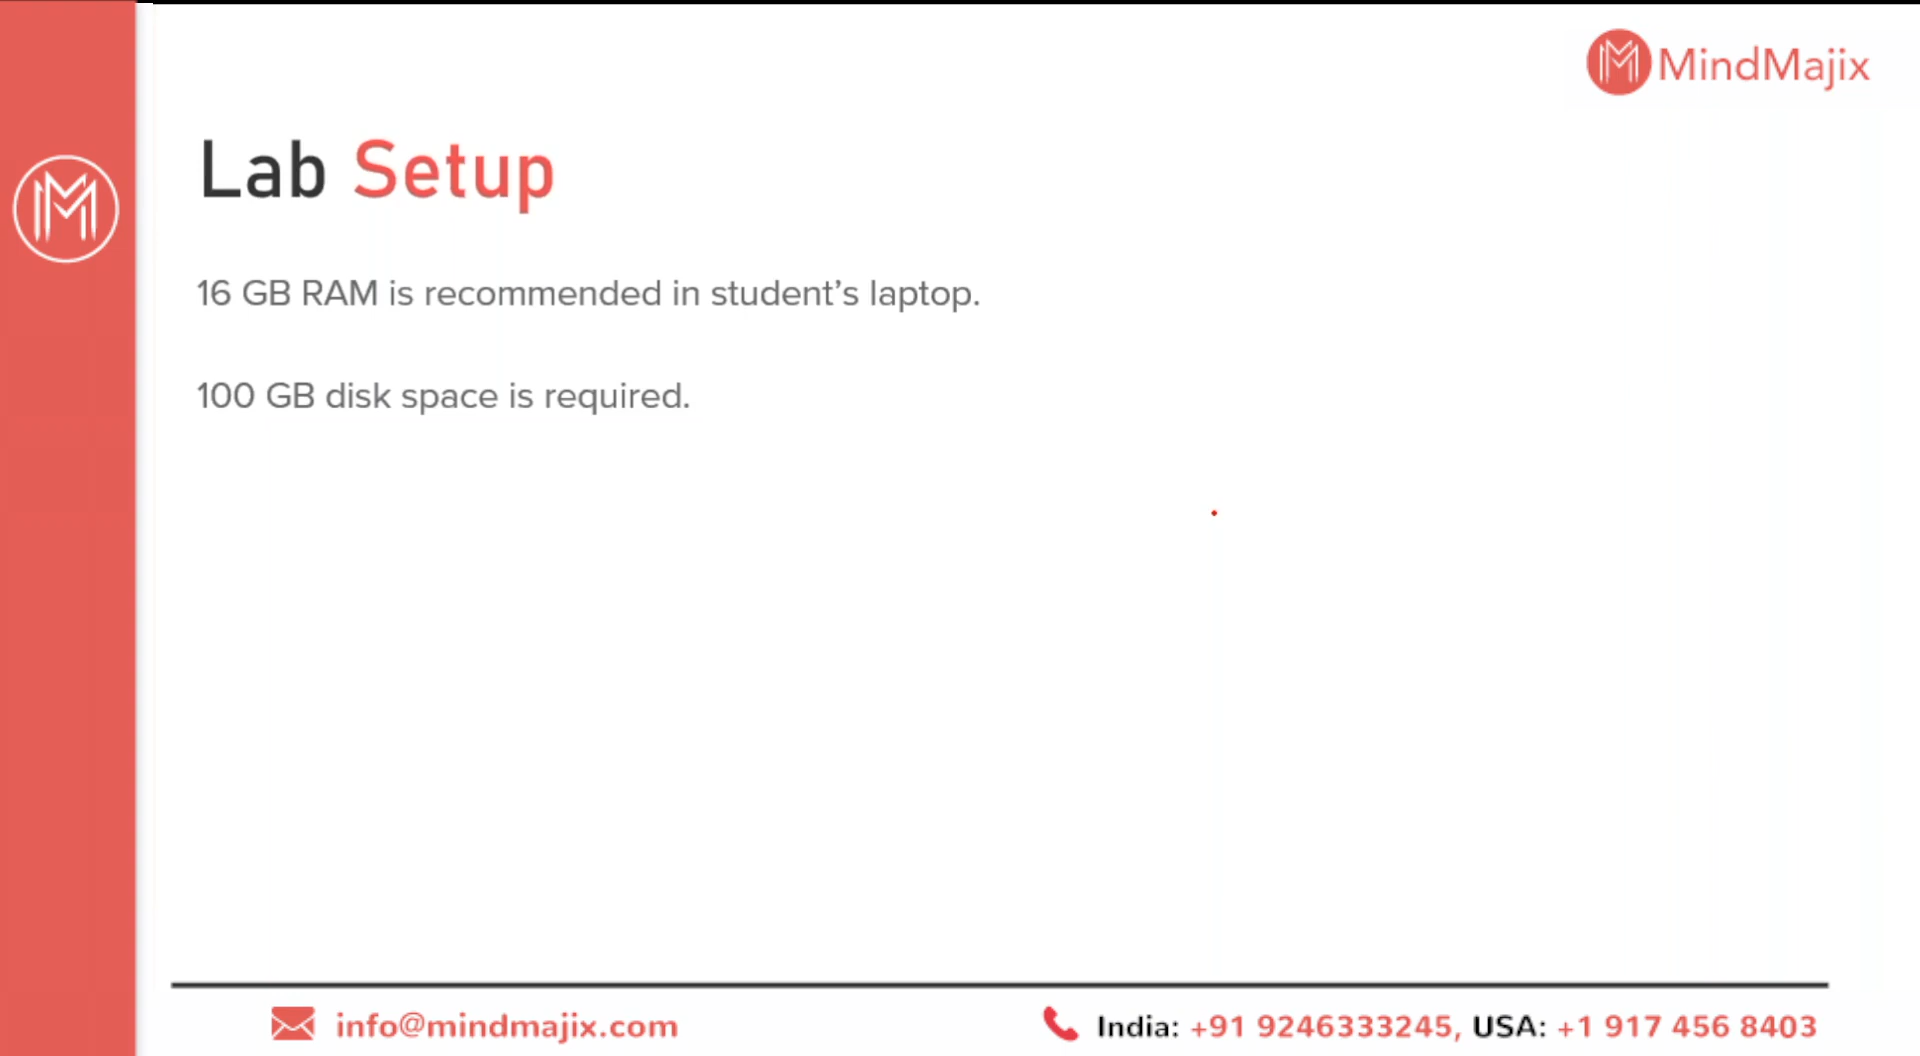 MindMajix
Lab Setup
16 GB RAM is recommended in student’s laptop.
100 GB disk space is required.
info@mindmajix.com
India: +91 9246333245, USA: +1 917 456 8403